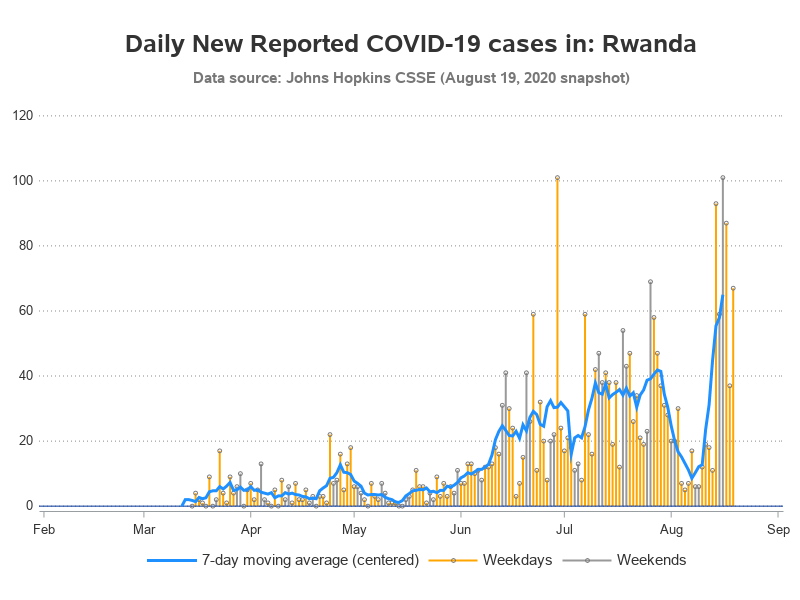 Daily New Reported COVID-19 cases in: Rwanda
Data source: Johns Hopkins CSSE (August 19, 2020 snapshot)
120
100
80
60
40
20
0
Feb Mar Apr May Jun Jul Aug Sep
7-day moving average (centered) Weekdays Weekends